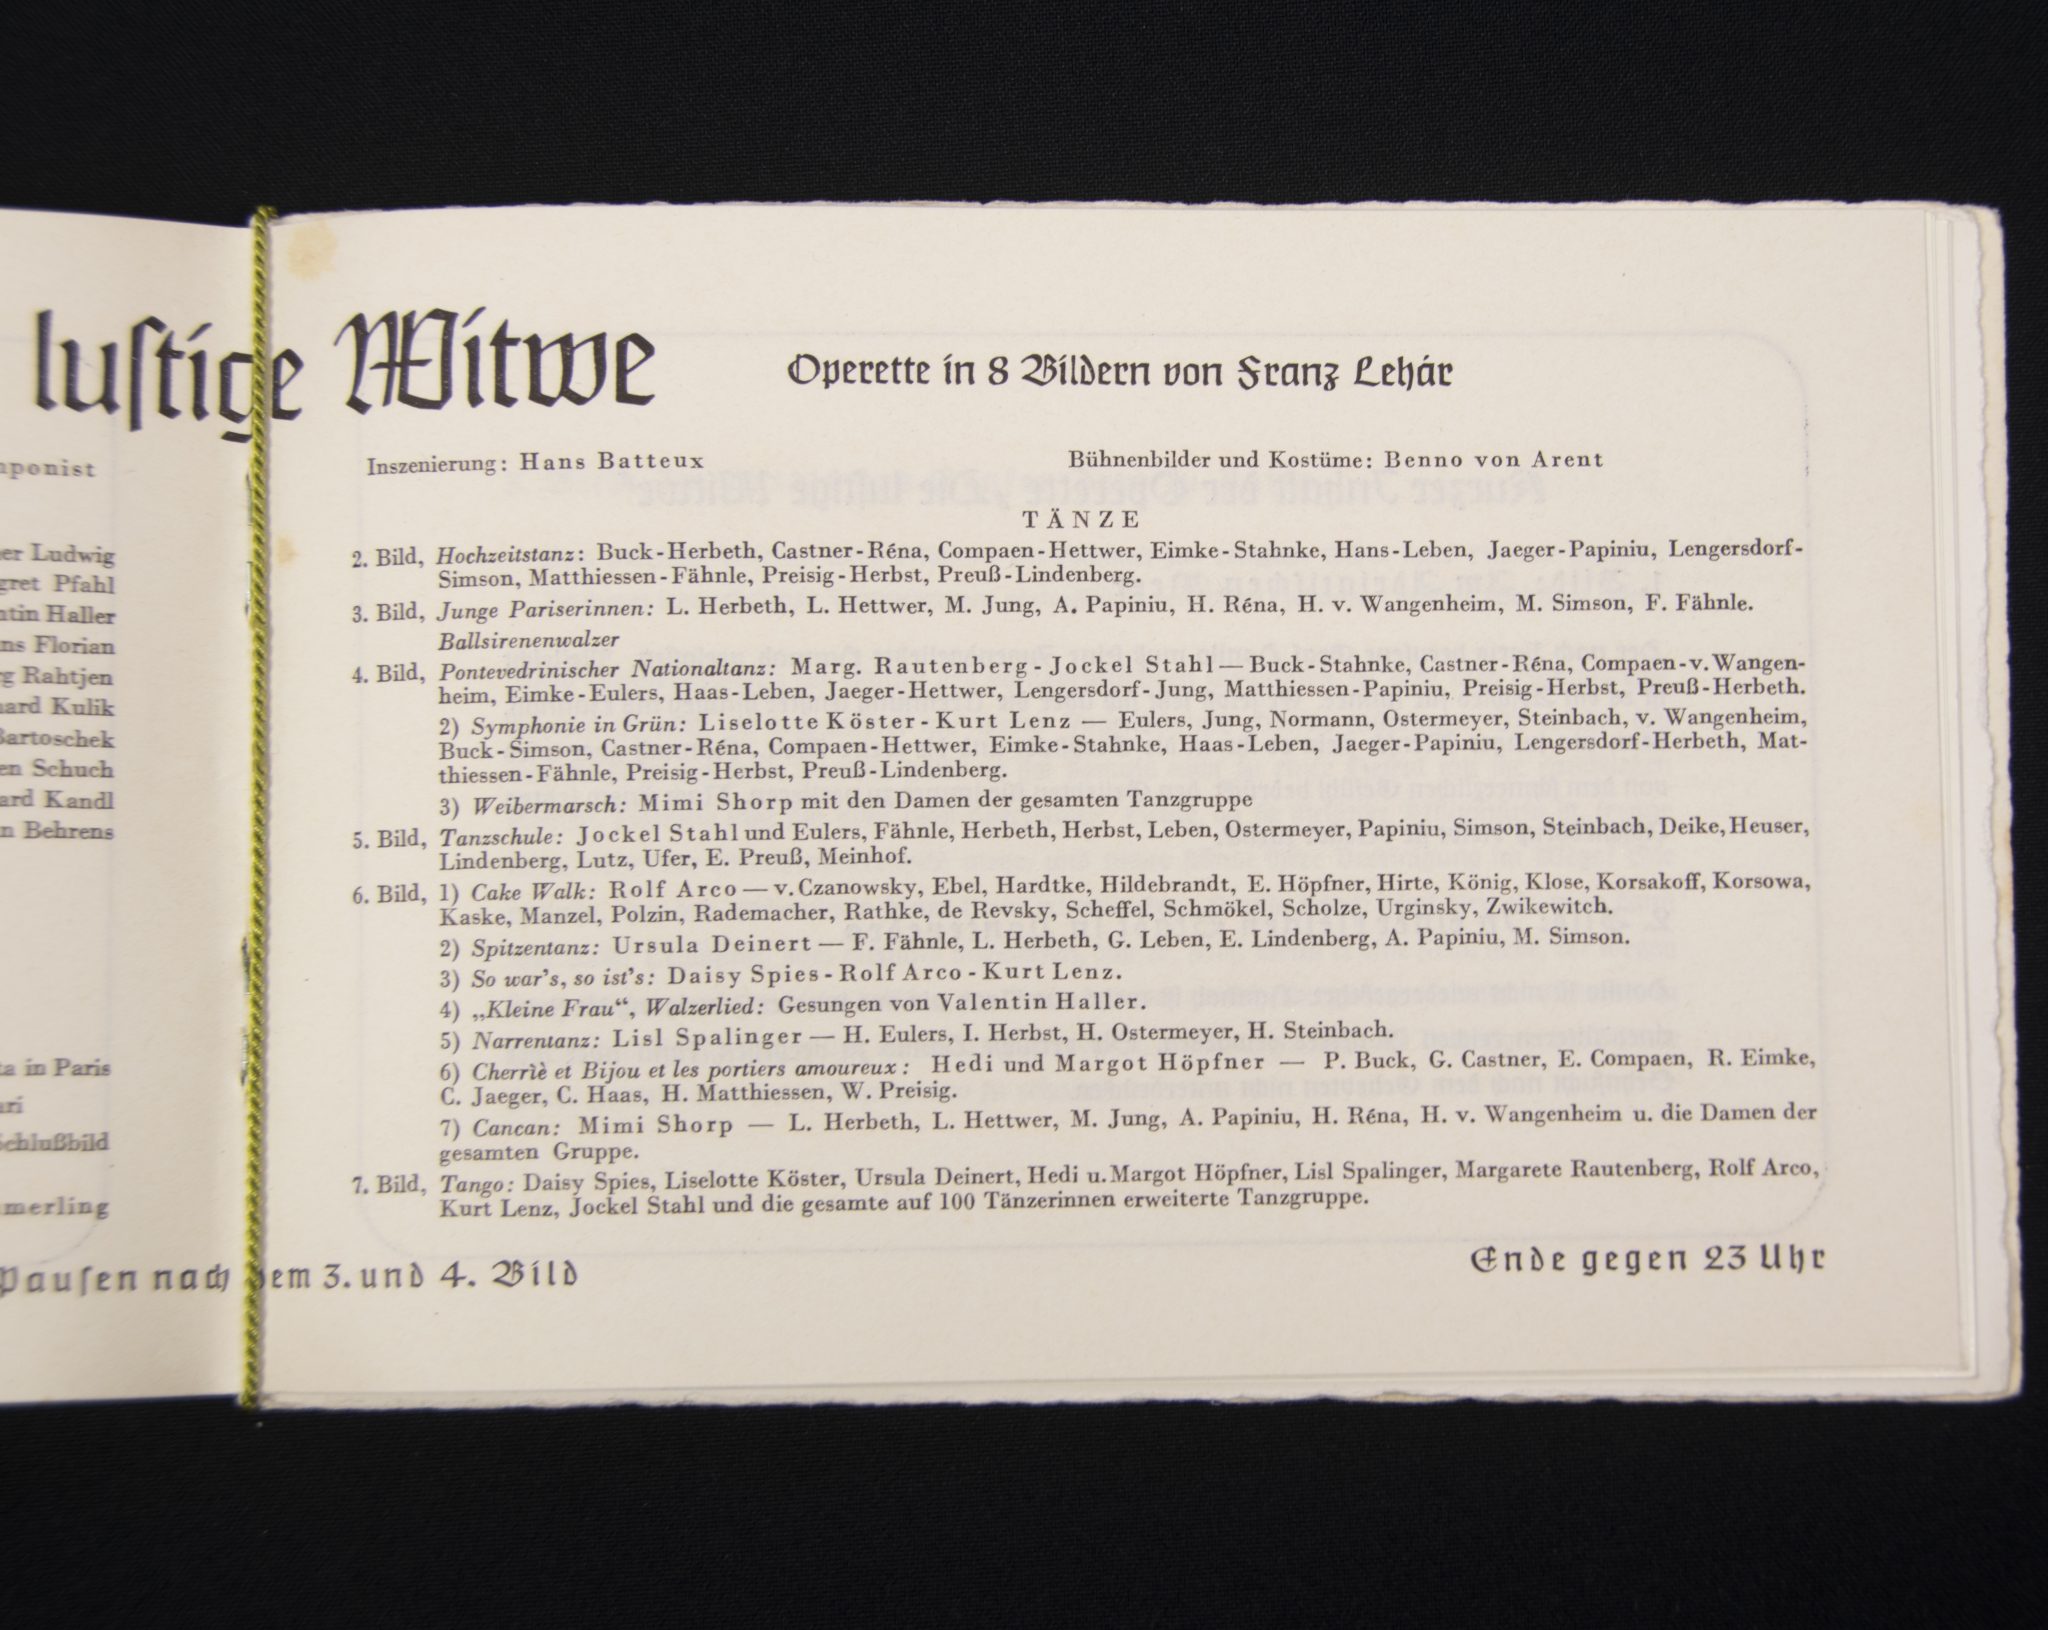 lustige Witwe Operette in 8 Bildern von Franz Lehár
Inszenierung: Hans Batteux Bühnenbilder und Kostüme: Benno von Arent
TÄNZE
2. Bild, Hochzeitstanz: Buck-Herbeth, Castner-Réna, Compaen-Hettwer, Eimke-Stahnke, Hans-Leben, Jaeger-Papiniu, Lengersdorf-
Simson, Matthiessen-Fähnle, Preisig-Herbst, Preuß-Lindenberg.
3. Bild, Junge Pariserinnen: L. Herbeth, L. Hettwer, M. Jung, A. Papiniu, H. Réna, H. v. Wangenheim, M. Simson, F. Fähnle.
Ballsirenenwalzer
4. Bild, Pontevedrinischer Nationaltanz: Marg. Rautenberg-Jockel Stahl — Buck-Stahnke, Castner-Réna, Compaen-v. Wangen-
heim, Eimke-Eulers, Haas-Leben, Jaeger-Hettwer, Lengersdorf-Jung, Matthiessen-Papiniu, Preisig-Herbst, Preuß-Herbeth.
2) Symphonie in Grün: Liselotte Köster-Kurt Lenz — Eulers, Jung, Normann, Ostermeyer, Steinbach, v. Wangenheim,
Buck-Simson, Castner-Réna, Compaen-Hettwer, Eimke-Stahnke, Haas-Leben, Jaeger-Papiniu, Lengersdorf-Herbeth, Mat-
thiessen-Fähnle, Preisig-Herbst, Preuß-Lindenberg.
3) Weibermarsch: Mimi Shorp mit den Damen der gesamten Tanzgruppe
5. Bild, Tanzschule: Jockel Stahl und Eulers, Fähnle, Herbeth, Herbst, Leben, Ostermeyer, Papiniu, Simson, Steinbach, Deike, Heuser,
Lindenberg, Lutz, Ufer, E. Preuß, Meinhof.
6. Bild, 1) Cake Walk: Rolf Arco — v. Czanowsky, Ebel, Hardtke, Hildebrandt, E. Höpfner, Hirte, König, Klose, Korsakoff, Korsowa,
Kaske, Manzel, Polzin, Rademacher, Rathke, de Revsky, Scheffel, Schmökel, Scholze, Urginsky, Zwikewitch.
2) Spitzentanz: Ursula Deinert — F. Fähnle, L. Herbeth, G. Leben, E. Lindenberg, A. Papiniu, M. Simson.
3) So war's, so ist's: Daisy Spies-Rolf Arco-Kurt Lenz.
4) „Kleine Frau“, Walzerlied: Gesungen von Valentin Haller.
5) Narrentanz: Lisl Spalinger — H. Eulers, I. Herbst, H. Ostermeyer, H. Steinbach.
6) Cherrìè et Bijou et les portiers amoureux: Hedi und Margot Höpfner — P. Buck, G. Castner, E. Compaen, R. Eimke,
C. Jaeger, C. Haas, H. Matthiessen, W. Preisig.
7) Cancan: Mimi Shorp — L. Herbeth, L. Hettwer, M. Jung, A. Papiniu, H. Réna, H. v. Wangenheim u. die Damen der
gesamten Gruppe.
7. Bild, Tango: Daisy Spies, Liselotte Köster, Ursula Deinert, Hedi u. Margot Höpfner, Lisl Spalinger, Margarete Rautenberg, Rolf Arco,
Kurt Lenz, Jockel Stahl und die gesamte auf 100 Tänzerinnen erweiterte Tanzgruppe.
Pausen nach dem 3. und 4. Bild Ende gegen 23 Uhr
mponist
er Ludwig
gret Pfahl
ntin Haller
ns Florian
rg Rahtjen
hard Kulik
Bartoschek
en Schuch
ard Kandl
n Behrens
ta in Paris
ari
Schlußbild
merling